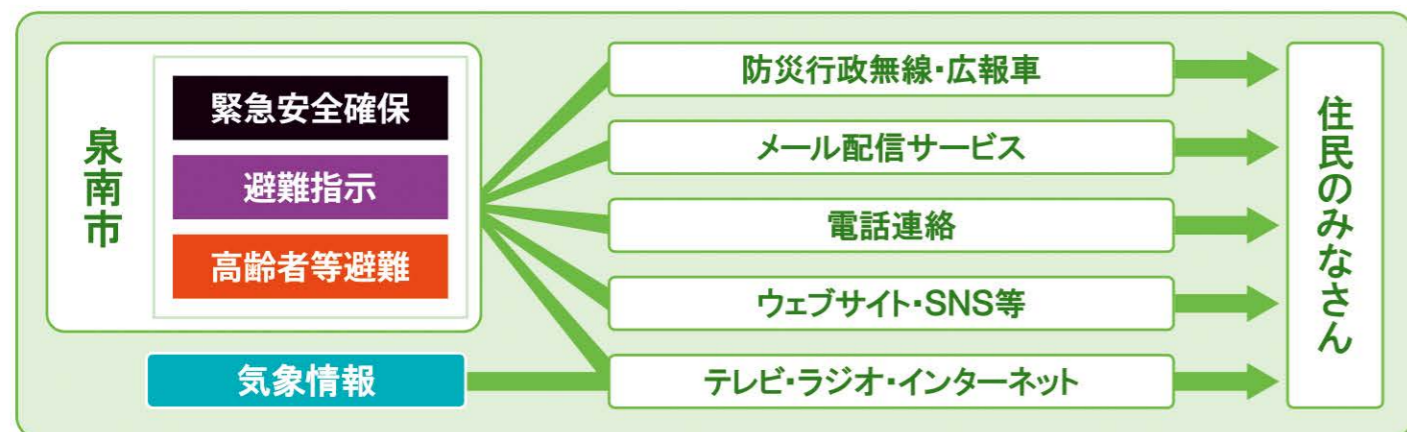 泉南市
緊急安全確保
避難指示
高齢者等避難
気象情報
防災行政無線・広報車
メール配信サービス
電話連絡
ウェブサイト・SNS等
テレビ・ラジオ・インターネット
住民のみなさん